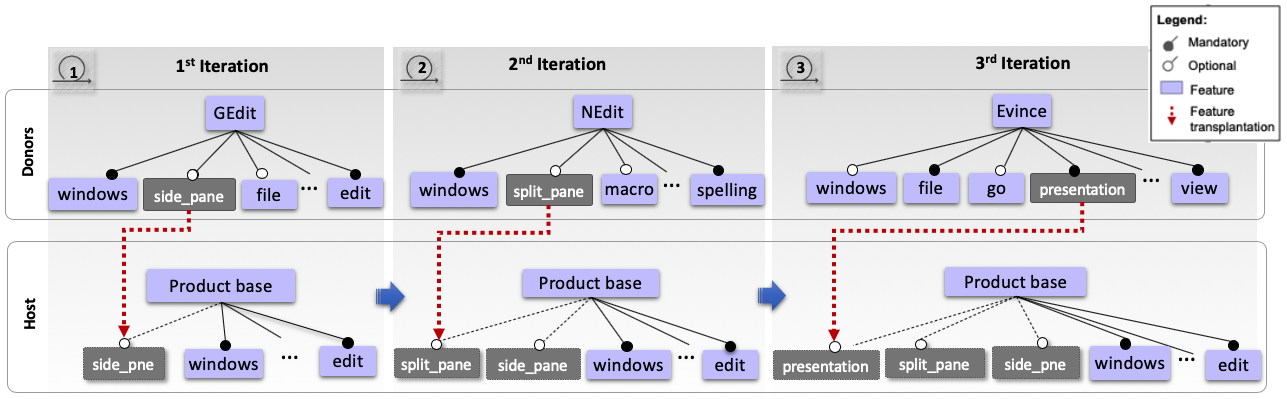 Legend:
Mandatory
Optional
Feature
Feature
transplantation
1 1st Iteration
2 2nd Iteration
3 3rd Iteration
Donors
GEdit
windows side_pane file ... edit
NEdit
windows split_pane macro ... spelling
Evince
windows file go presentation ... view
Host
Product base
side_pne windows ... edit
Product base
split_pane side_pane windows ... edit
Product base
presentation split_pane side_pne windows ... edit